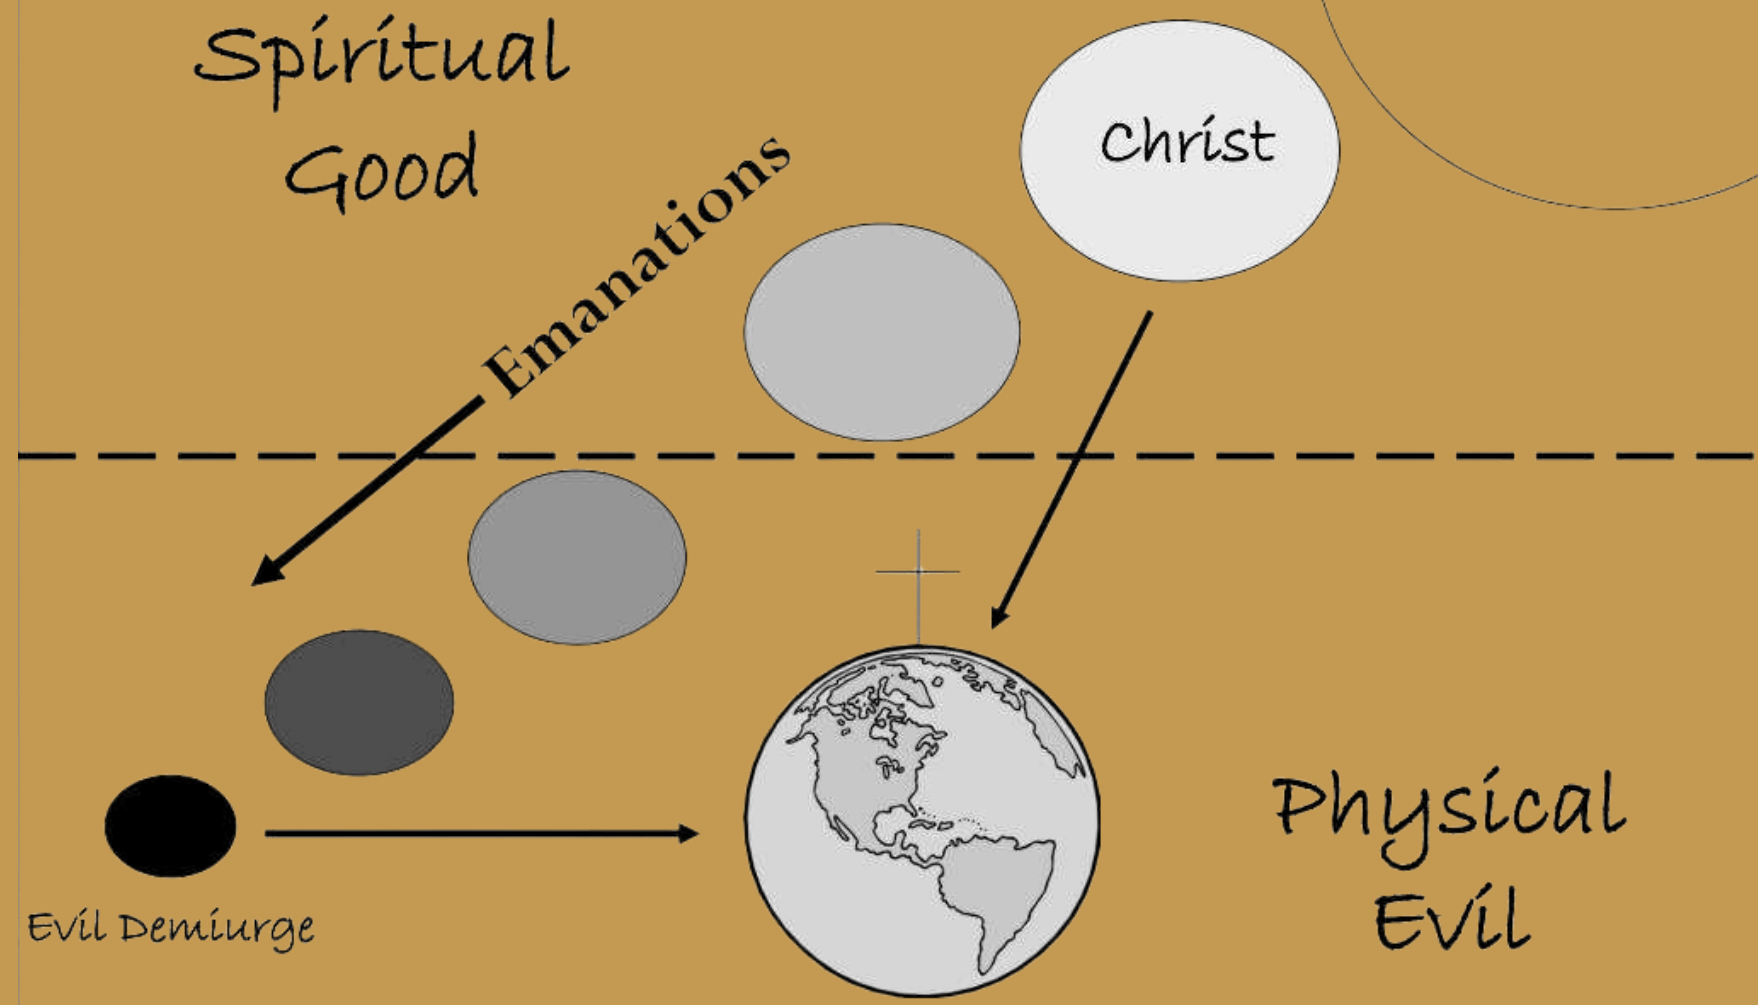 Spiritual
Good
Christ
Emanations
Evil Demiurge
Physical
Evil